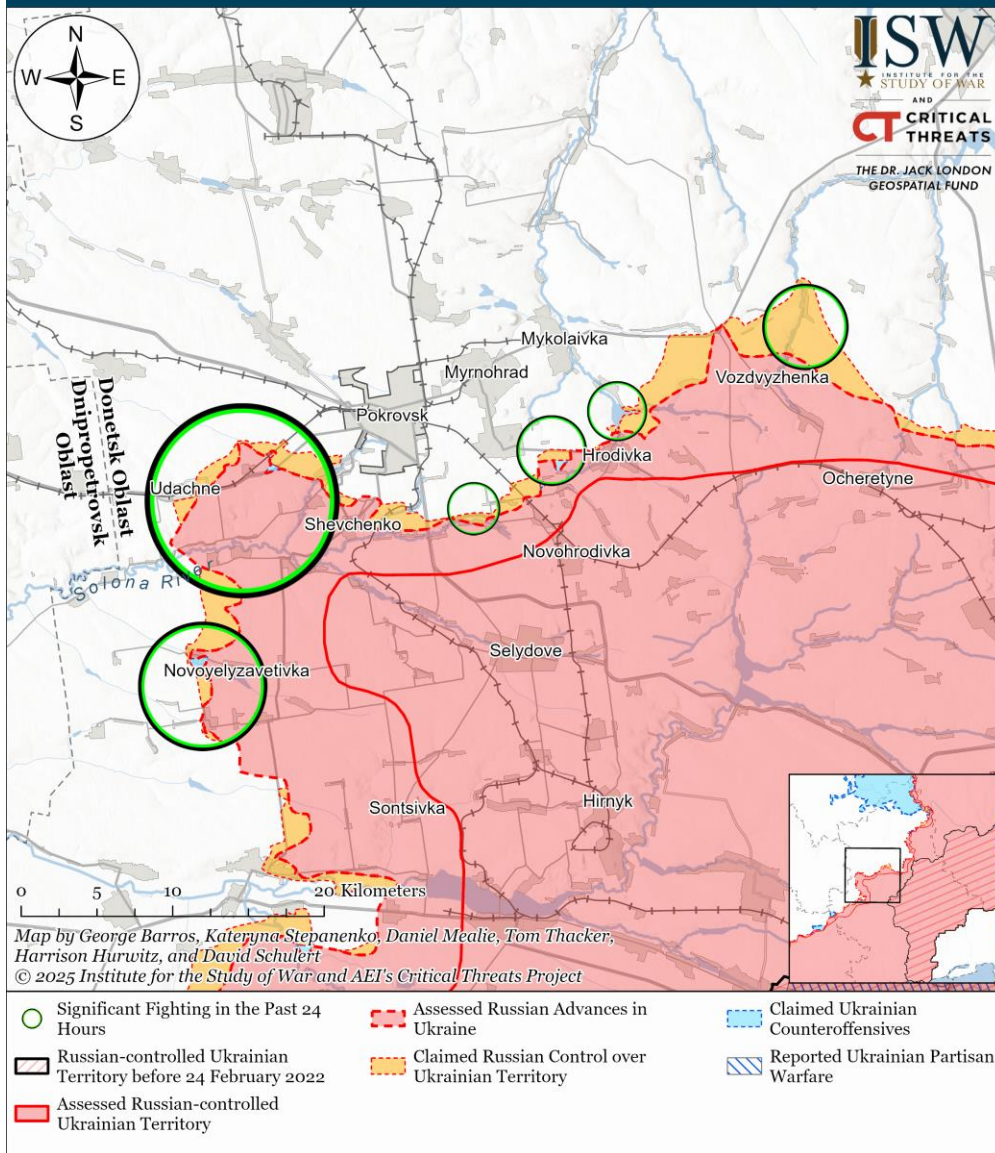 N
W E
S
ISW
INSTITUTE FOR THE
STUDY OF WAR
AND
CT CRITICAL
THREATS
THE DR. JACK LONDON
GEOSPATIAL FUND
Mykolaivka
Myrnohrad
Vozdvyzhenka
Pokrovsk
Donetsk Oblast
Dnipropetrovsk
Oblast
Hrodivka
Udachne
Ocheretyne
Shevchenko
Novohrodivka
Solona River
Selydove
Novoyelyzavetivka
Sontsivka
Hirnyk
0 5 10 20 Kilometers
Map by George Barros, Kateryna Stepanenko, Daniel Mealie, Tom Thacker,
Harrison Hurwitz, and David Schulert
© 2025 Institute for the Study of War and AEI's Critical Threats Project
Significant Fighting in the Past 24
Hours
Russian-controlled Ukrainian
Territory before 24 February 2022
Assessed Russian-controlled
Ukrainian Territory
Assessed Russian Advances in
Ukraine
Claimed Russian Control over
Ukrainian Territory
Claimed Ukrainian
Counteroffensives
Reported Ukrainian Partisan
Warfare